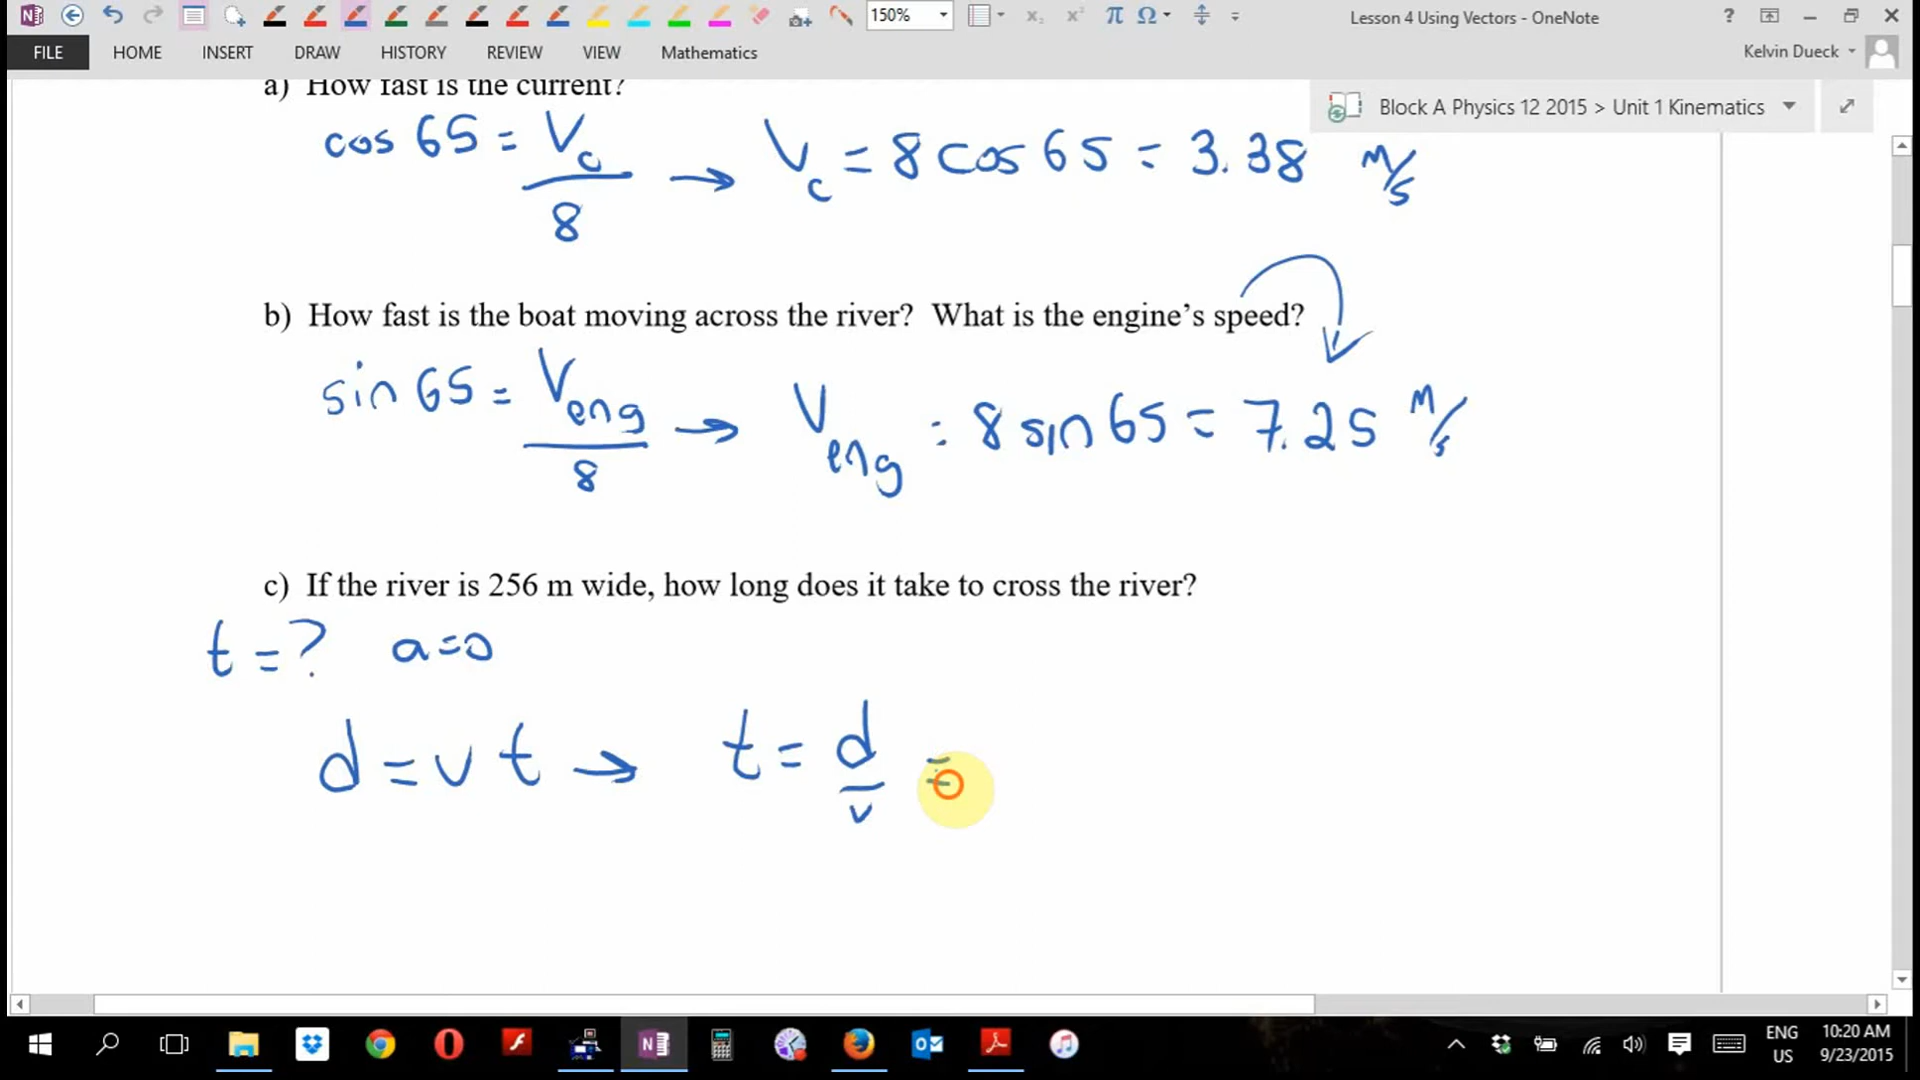 150%
x₂ x² π Ω
Lesson 4 Using Vectors - OneNote
?
FILE HOME INSERT DRAW HISTORY REVIEW VIEW Mathematics
Kelvin Dueck
Block A Physics 12 2015 > Unit 1 Kinematics
a) How fast is the current?
cos 65 = Vc/8 → Vc = 8 cos 65 = 3.38 m/s
b) How fast is the boat moving across the river? What is the engine’s speed?
sin 65 = Veng/8 → Veng = 8 sin 65 = 7.25 m/s
c) If the river is 256 m wide, how long does it take to cross the river?
t = ? a = 0
d = v t → t = d/v =
ENG 10:20 AM
US 9/23/2015